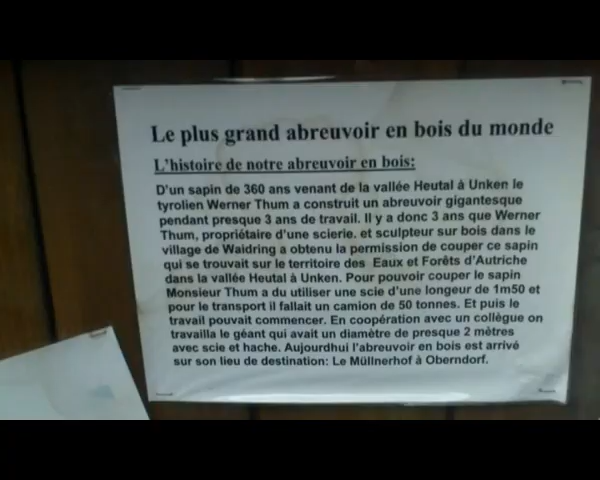 Le plus grand abreuvoir en bois du monde
L'histoire de notre abreuvoir en bois:
D'un sapin de 360 ans venant de la vallée Heutal à Unken le
tyrolien Werner Thum a construit un abreuvoir gigantesque
pendant presque 3 ans de travail. Il y a donc 3 ans que Werner
Thum, propriétaire d'une scierie. et sculpteur sur bois dans le
village de Waidring a obtenu la permission de couper ce sapin
qui se trouvait sur le territoire des Eaux et Forêts d'Autriche
dans la vallée Heutal à Unken. Pour pouvoir couper le sapin
Monsieur Thum a du utiliser une scie d'une longeur de 1m50 et
pour le transport il fallait un camion de 50 tonnes. Et puis le
travail pouvait commencer. En coopération avec un collègue on
travailla le géant qui avait un diamètre de presque 2 mètres
avec scie et hache. Aujourdhui l'abreuvoir en bois est arrivé
sur son lieu de destination: Le Müllnerhof à Oberndorf.